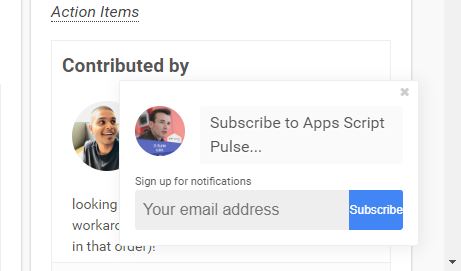 Action Items
Contributed by
Subscribe to Apps Script
Pulse...
Sign up for notifications
Your email address
Subscribe
looking
workaro
in that order)!